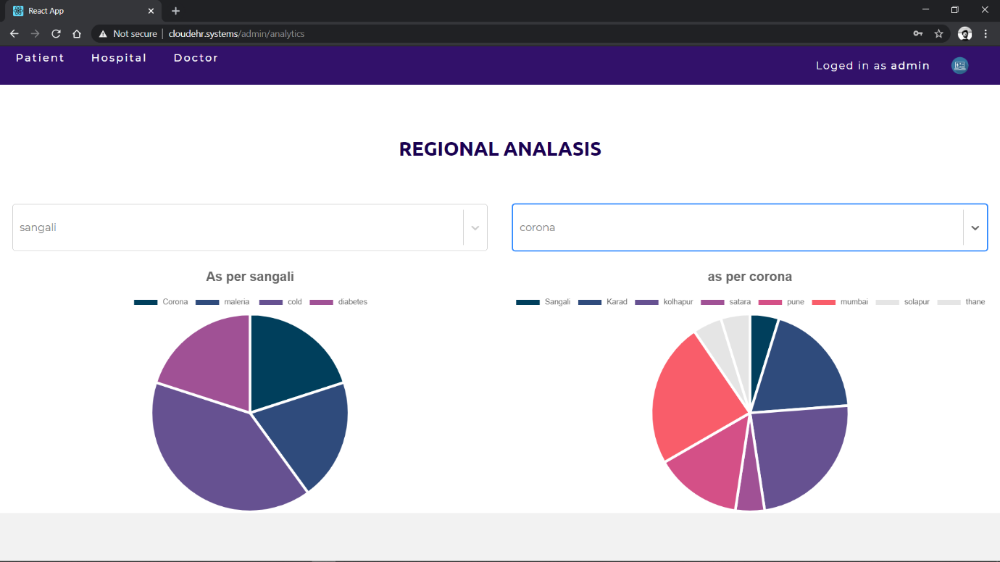 React App
Not secure | cloudehr.systems/admin/analytics
Patient Hospital Doctor
Loged in as admin
REGIONAL ANALASIS
sangali
corona
As per sangali
Corona maleria cold diabetes
as per corona
Sangali Karad kolhapur satara pune mumbai solapur thane